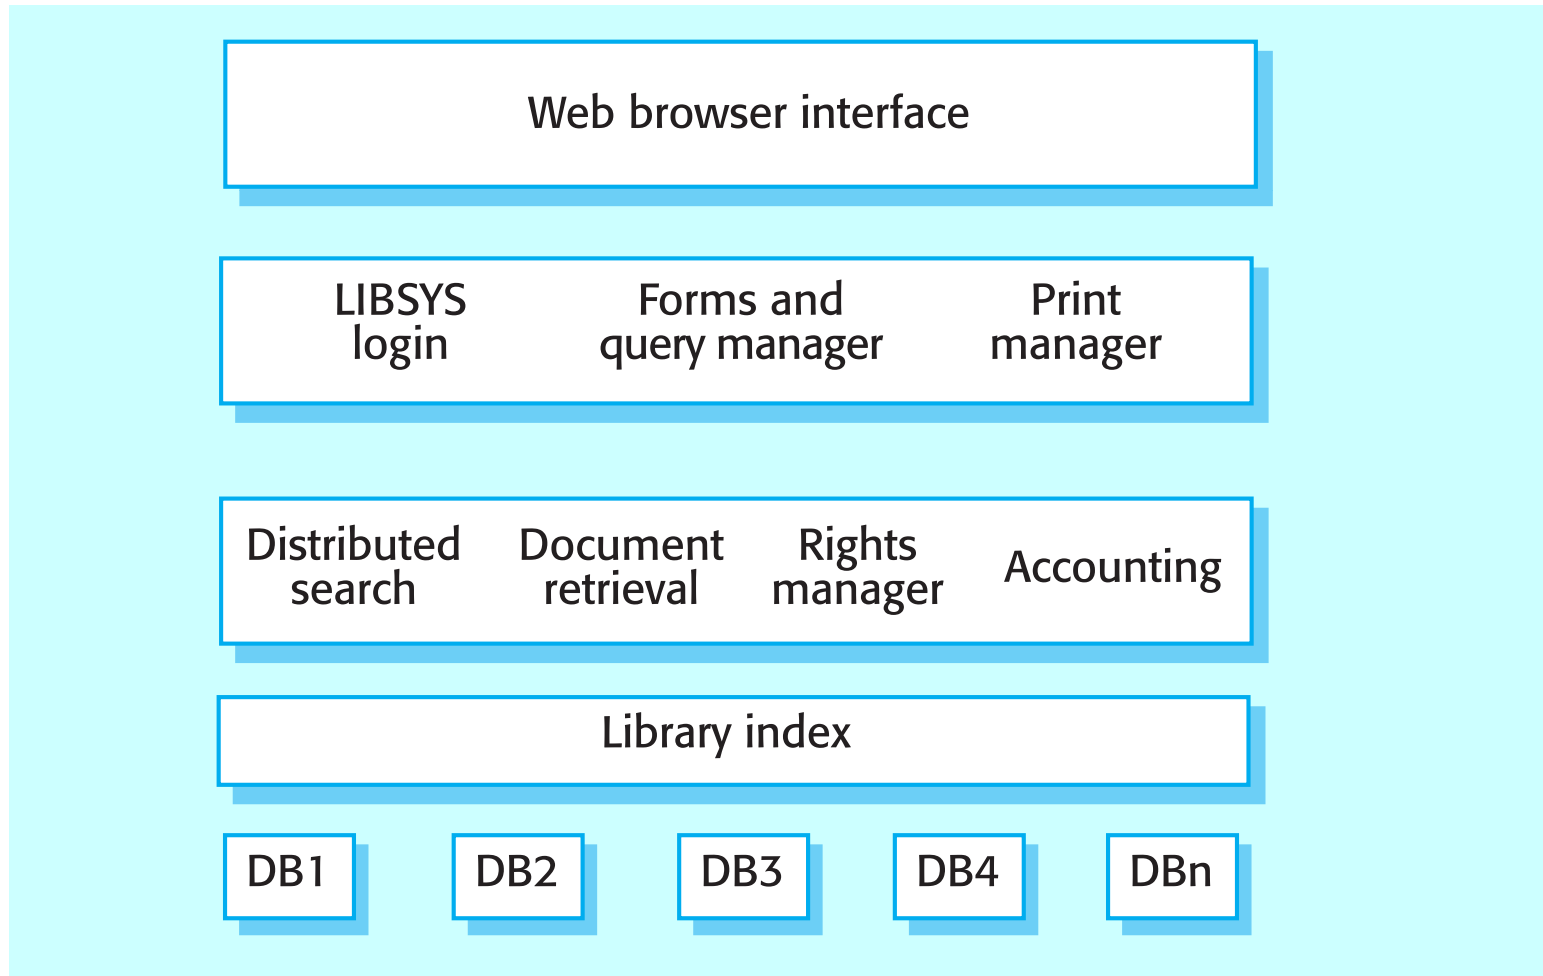 Web browser interface
LIBSYS
login
Forms and
query manager
Print
manager
Distributed
search
Document
retrieval
Rights
manager
Accounting
Library index
DB1
DB2
DB3
DB4
DBn